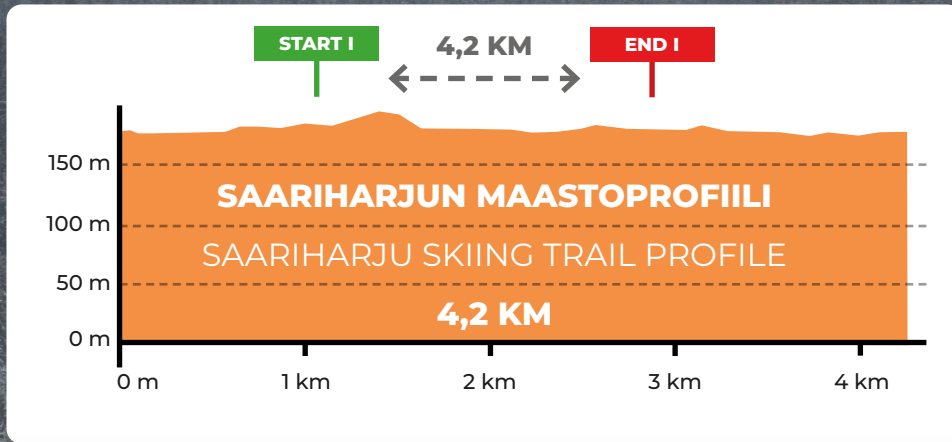 START I
4,2 KM
END I
150 m
SAARIHARJUN MAASTOPROFIILI
100 m
SAARIHARJU SKIING TRAIL PROFILE
50 m
4,2 KM
0 m
0 m
1 km
2 km
3 km
4 km